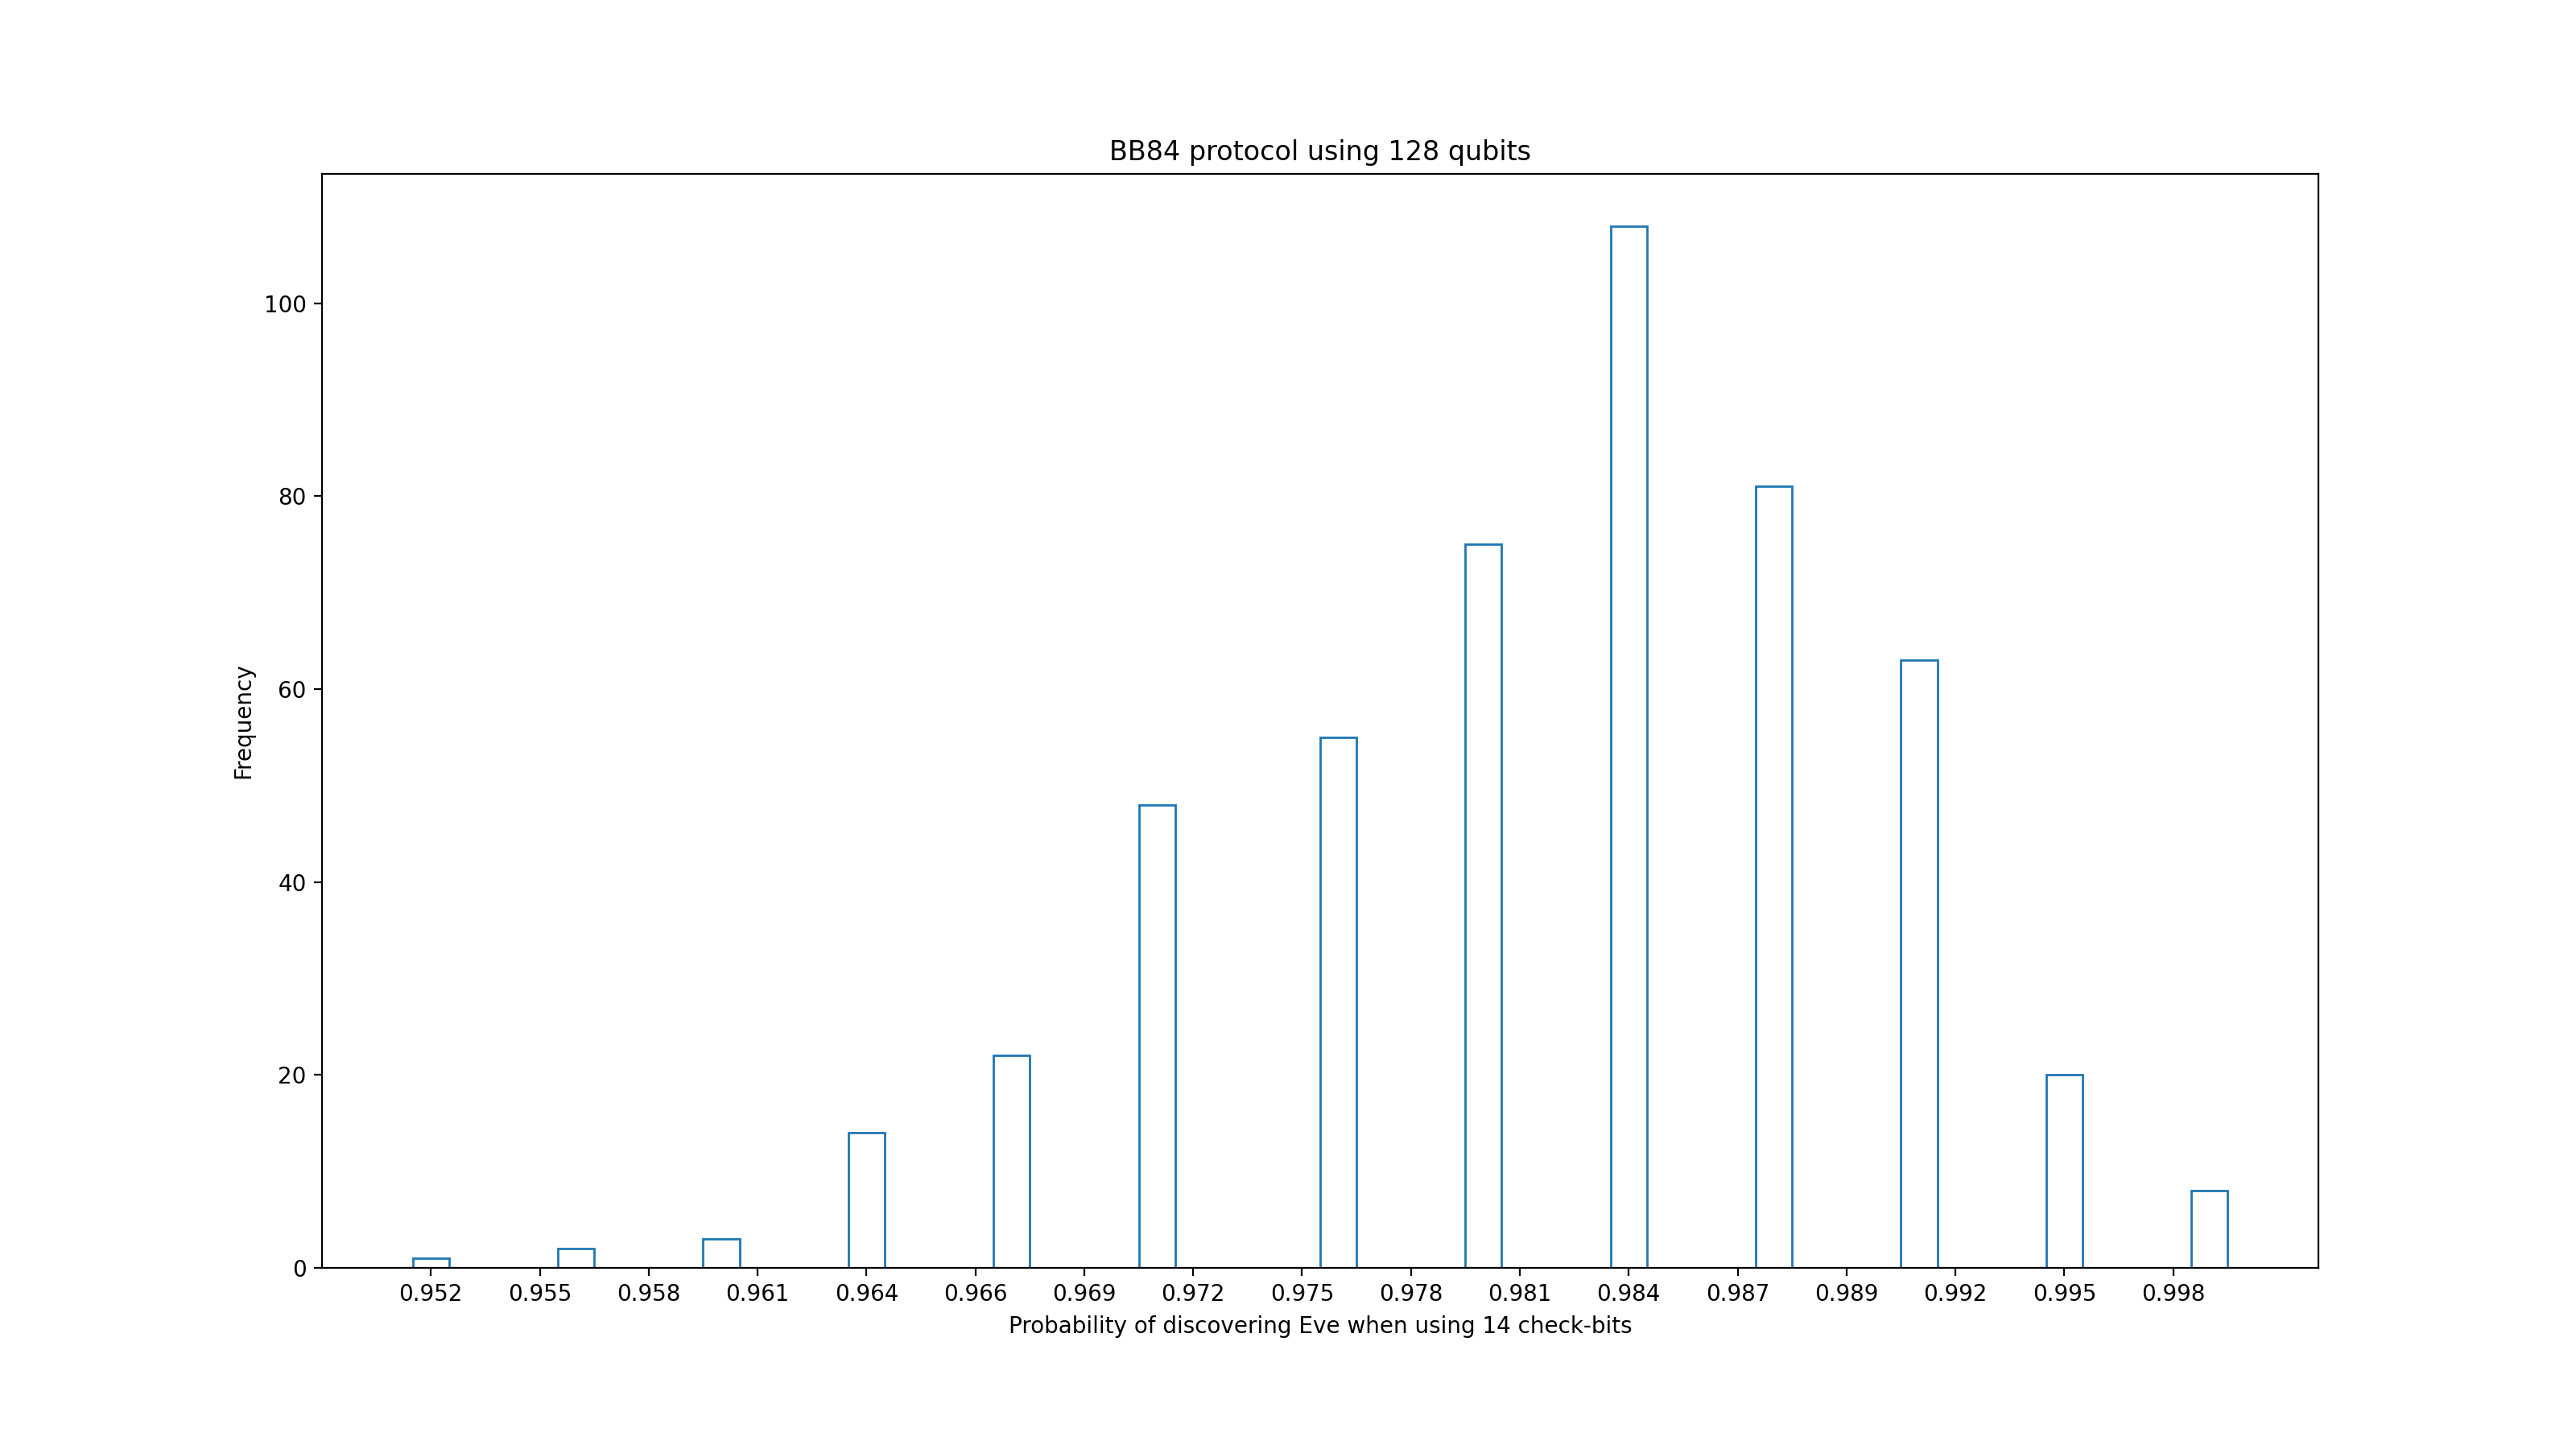 BB84 protocol using 128 qubits
100
80
60
40
20
0
Frequency
0.952 0.955 0.958 0.961 0.964 0.966 0.969 0.972 0.975 0.978 0.981 0.984 0.987 0.989 0.992 0.995 0.998
Probability of discovering Eve when using 14 check-bits